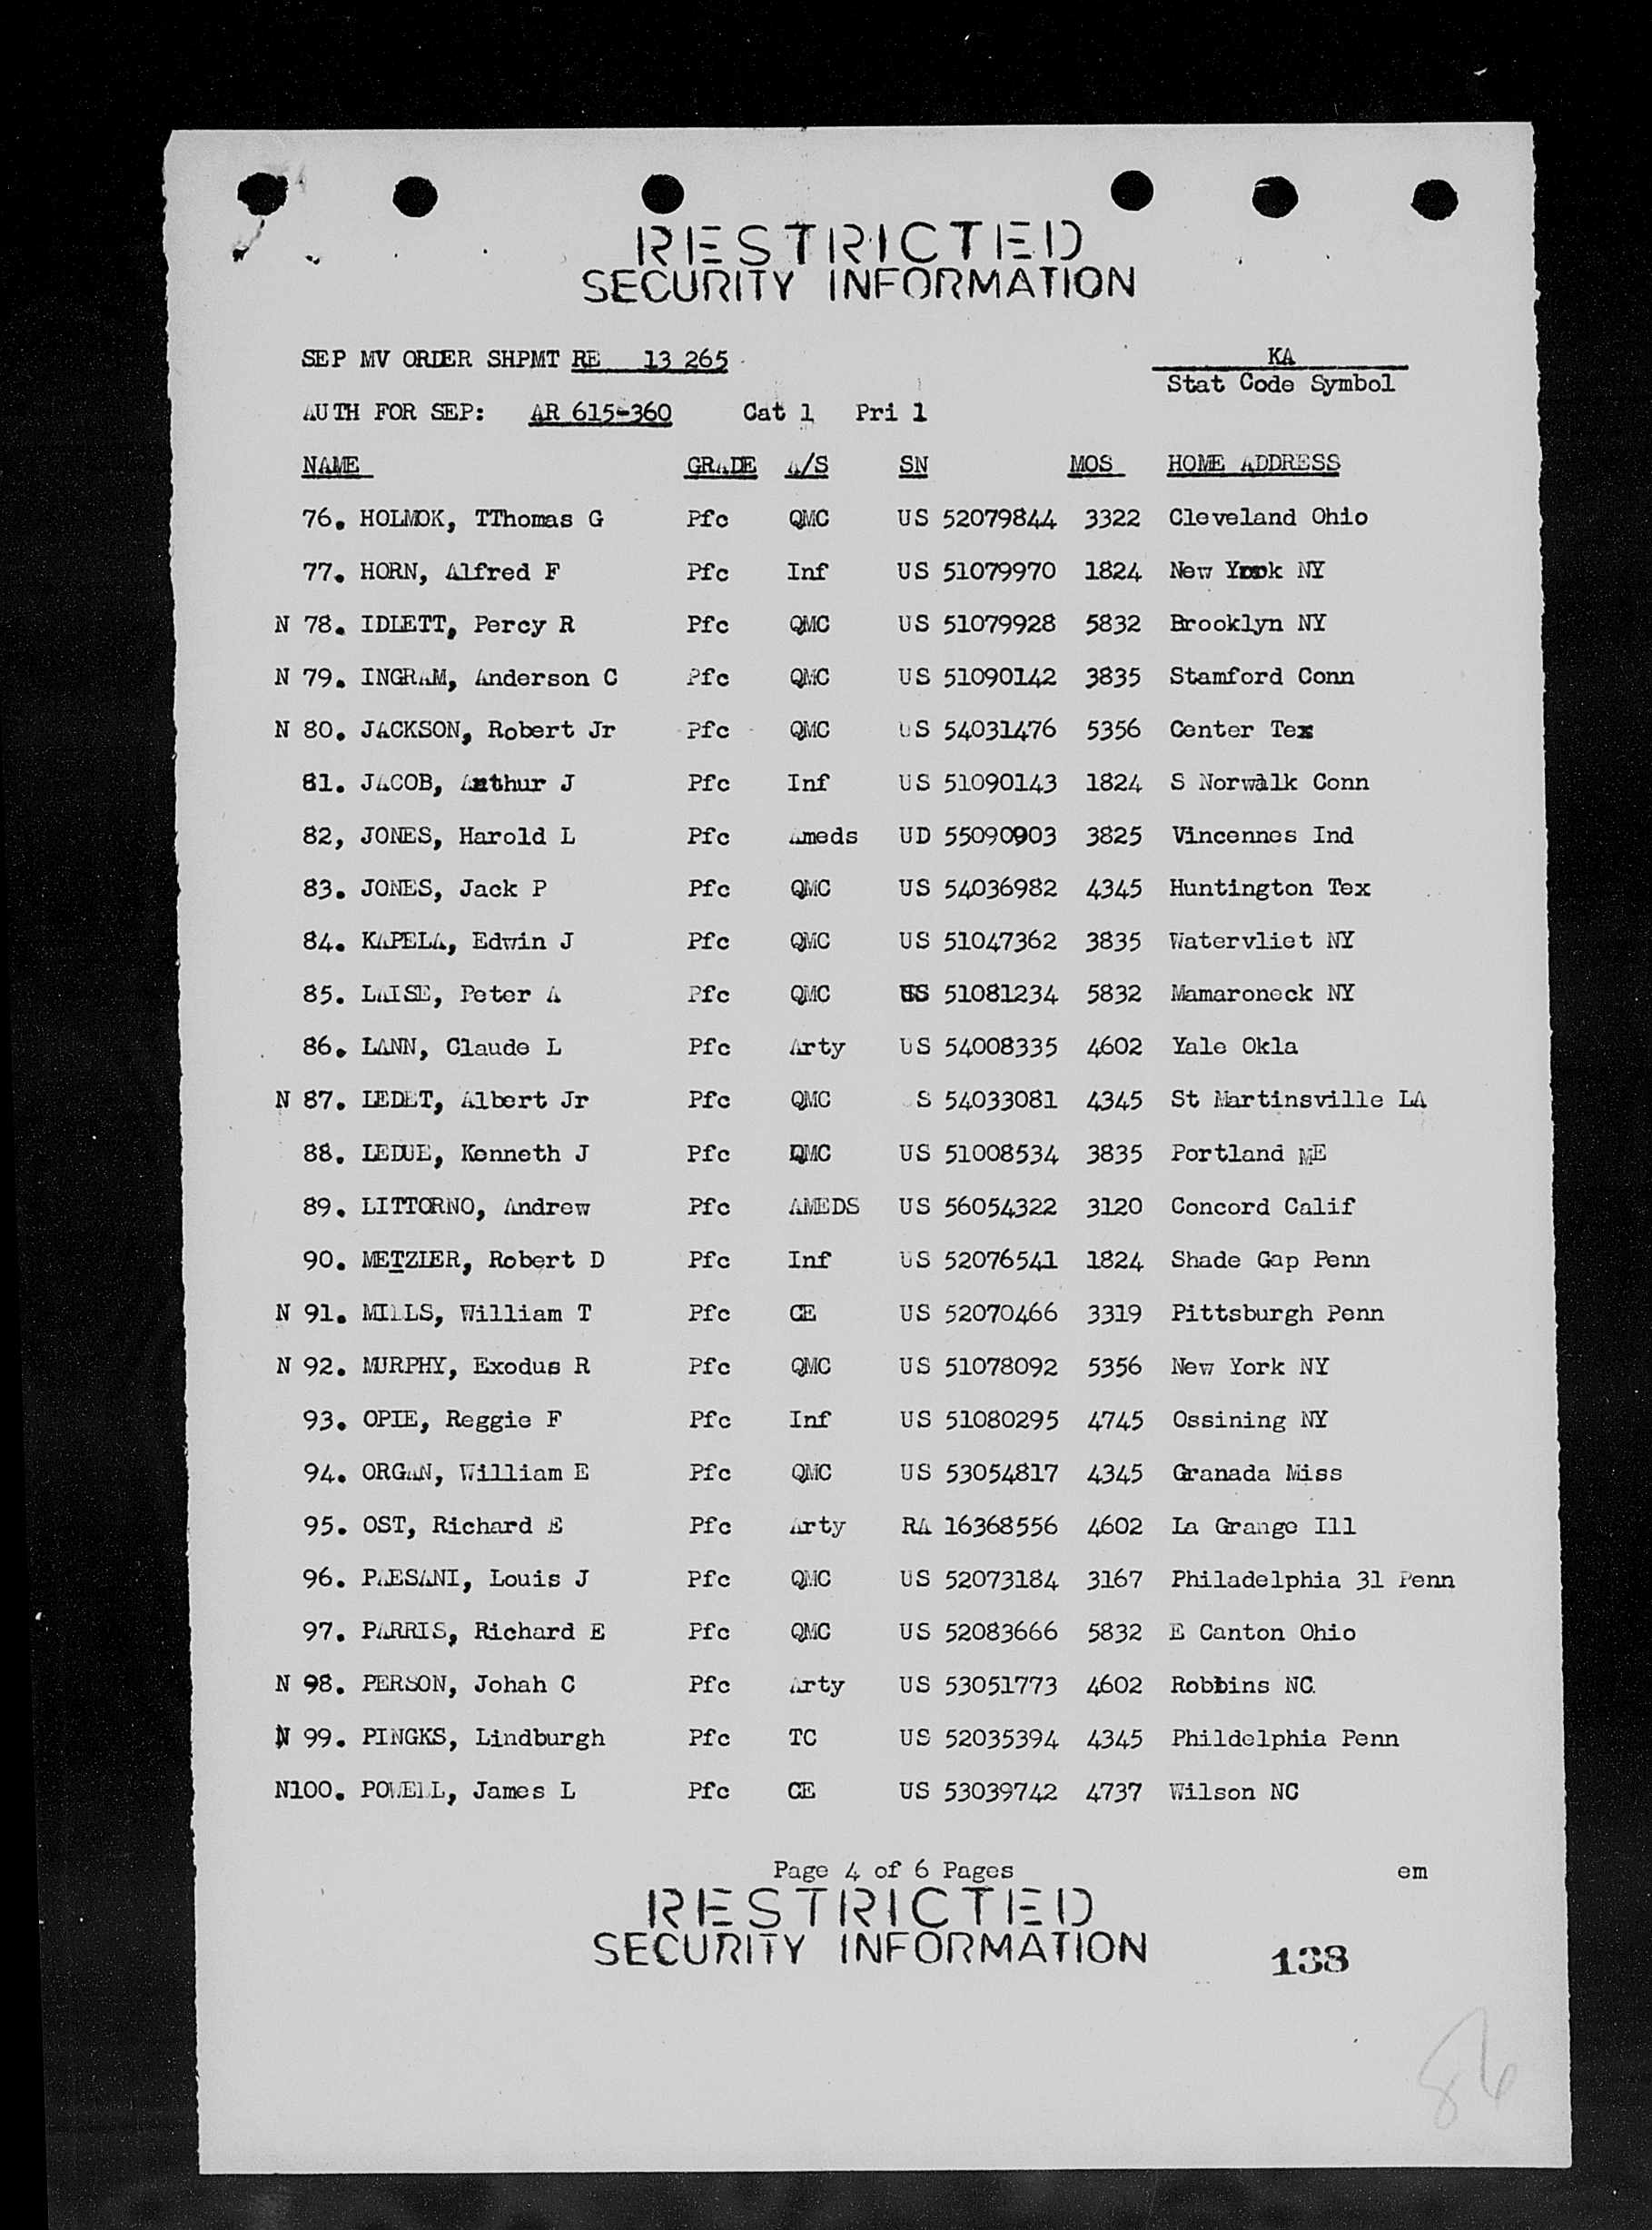 RESTRICTED
SECURITY INFORMATION
SEP MV ORDER SHPMT RE 13 265 KA
Stat Code Symbol
AUTH FOR SEP: AR 615-360 Cat 1 Pri 1
NAME GRADE A/S SN MOS HOME ADDRESS
76. HOLMOK, TThomas G Pfc QMC US 52079844 3322 Cleveland Ohio
77. HORN, Alfred F Pfc Inf US 51079970 1824 New York NY
N 78. IDLETT, Percy R Pfc QMC US 51079928 5832 Brooklyn NY
N 79. INGRAM, Anderson C Pfc QMC US 51090142 3835 Stamford Conn
N 80. JACKSON, Robert Jr Pfc QMC US 54031476 5356 Center Tex
81. JACOB, Arthur J Pfc Inf US 51090143 1824 S Norwalk Conn
82, JONES, Harold L Pfc Ameds UD 55090903 3825 Vincennes Ind
83. JONES, Jack P Pfc QMC US 54036982 4345 Huntington Tex
84. KAPELA, Edwin J Pfc QMC US 51047362 3835 Watervliet NY
85. LAISE, Peter A Pfc QMC US 51081234 5832 Mamaroneck NY
86. LANN, Claude L Pfc Arty US 54008335 4602 Yale Okla
N 87. LEDET, Albert Jr Pfc QMC S 54033081 4345 St Martinsville LA
88. LEDUE, Kenneth J Pfc QMC US 51008534 3835 Portland ME
89. LITTORNO, Andrew Pfc AMEDS US 56054322 3120 Concord Calif
90. METZLER, Robert D Pfc Inf US 52076541 1824 Shade Gap Penn
N 91. MILLS, William T Pfc CE US 52070466 3319 Pittsburgh Penn
N 92. MURPHY, Exodus R Pfc QMC US 51078092 5356 New York NY
93. OPIE, Reggie F Pfc Inf US 51080295 4745 Ossining NY
94. ORGAN, William E Pfc QMC US 53054817 4345 Granada Miss
95. OST, Richard E Pfc Arty RA 16368556 4602 La Grange Ill
96. PAESANI, Louis J Pfc QMC US 52073184 3167 Philadelphia 31 Penn
97. PARRIS, Richard E Pfc QMC US 52083666 5832 E Canton Ohio
N 98. PERSON, Johah C Pfc Arty US 53051773 4602 Robbins NC.
N 99. PINGKS, Lindburgh Pfc TC US 52035394 4345 Phildelphia Penn
N100. POWELL, James L Pfc CE US 53039742 4737 Wilson NC
Page 4 of 6 Pages em
RESTRICTED
SECURITY INFORMATION
138
86